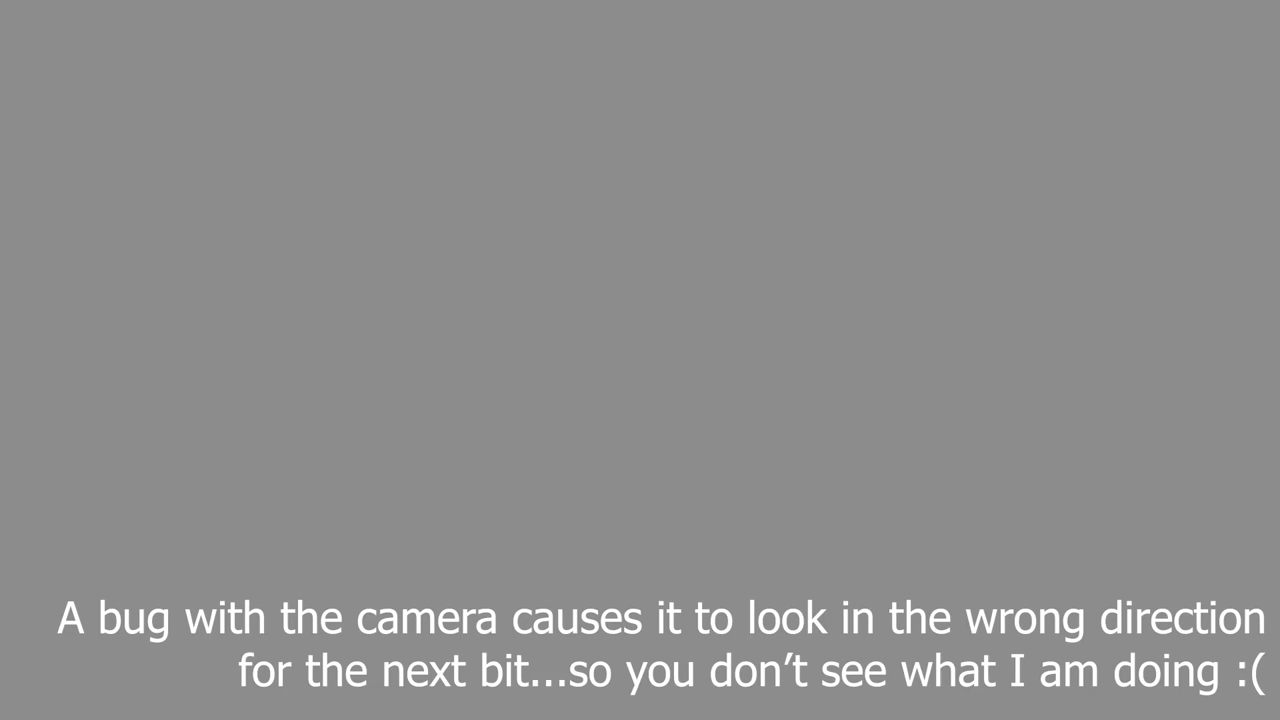 A bug with the camera causes it to look in the wrong direction
for the next bit...so you don’t see what I am doing :(